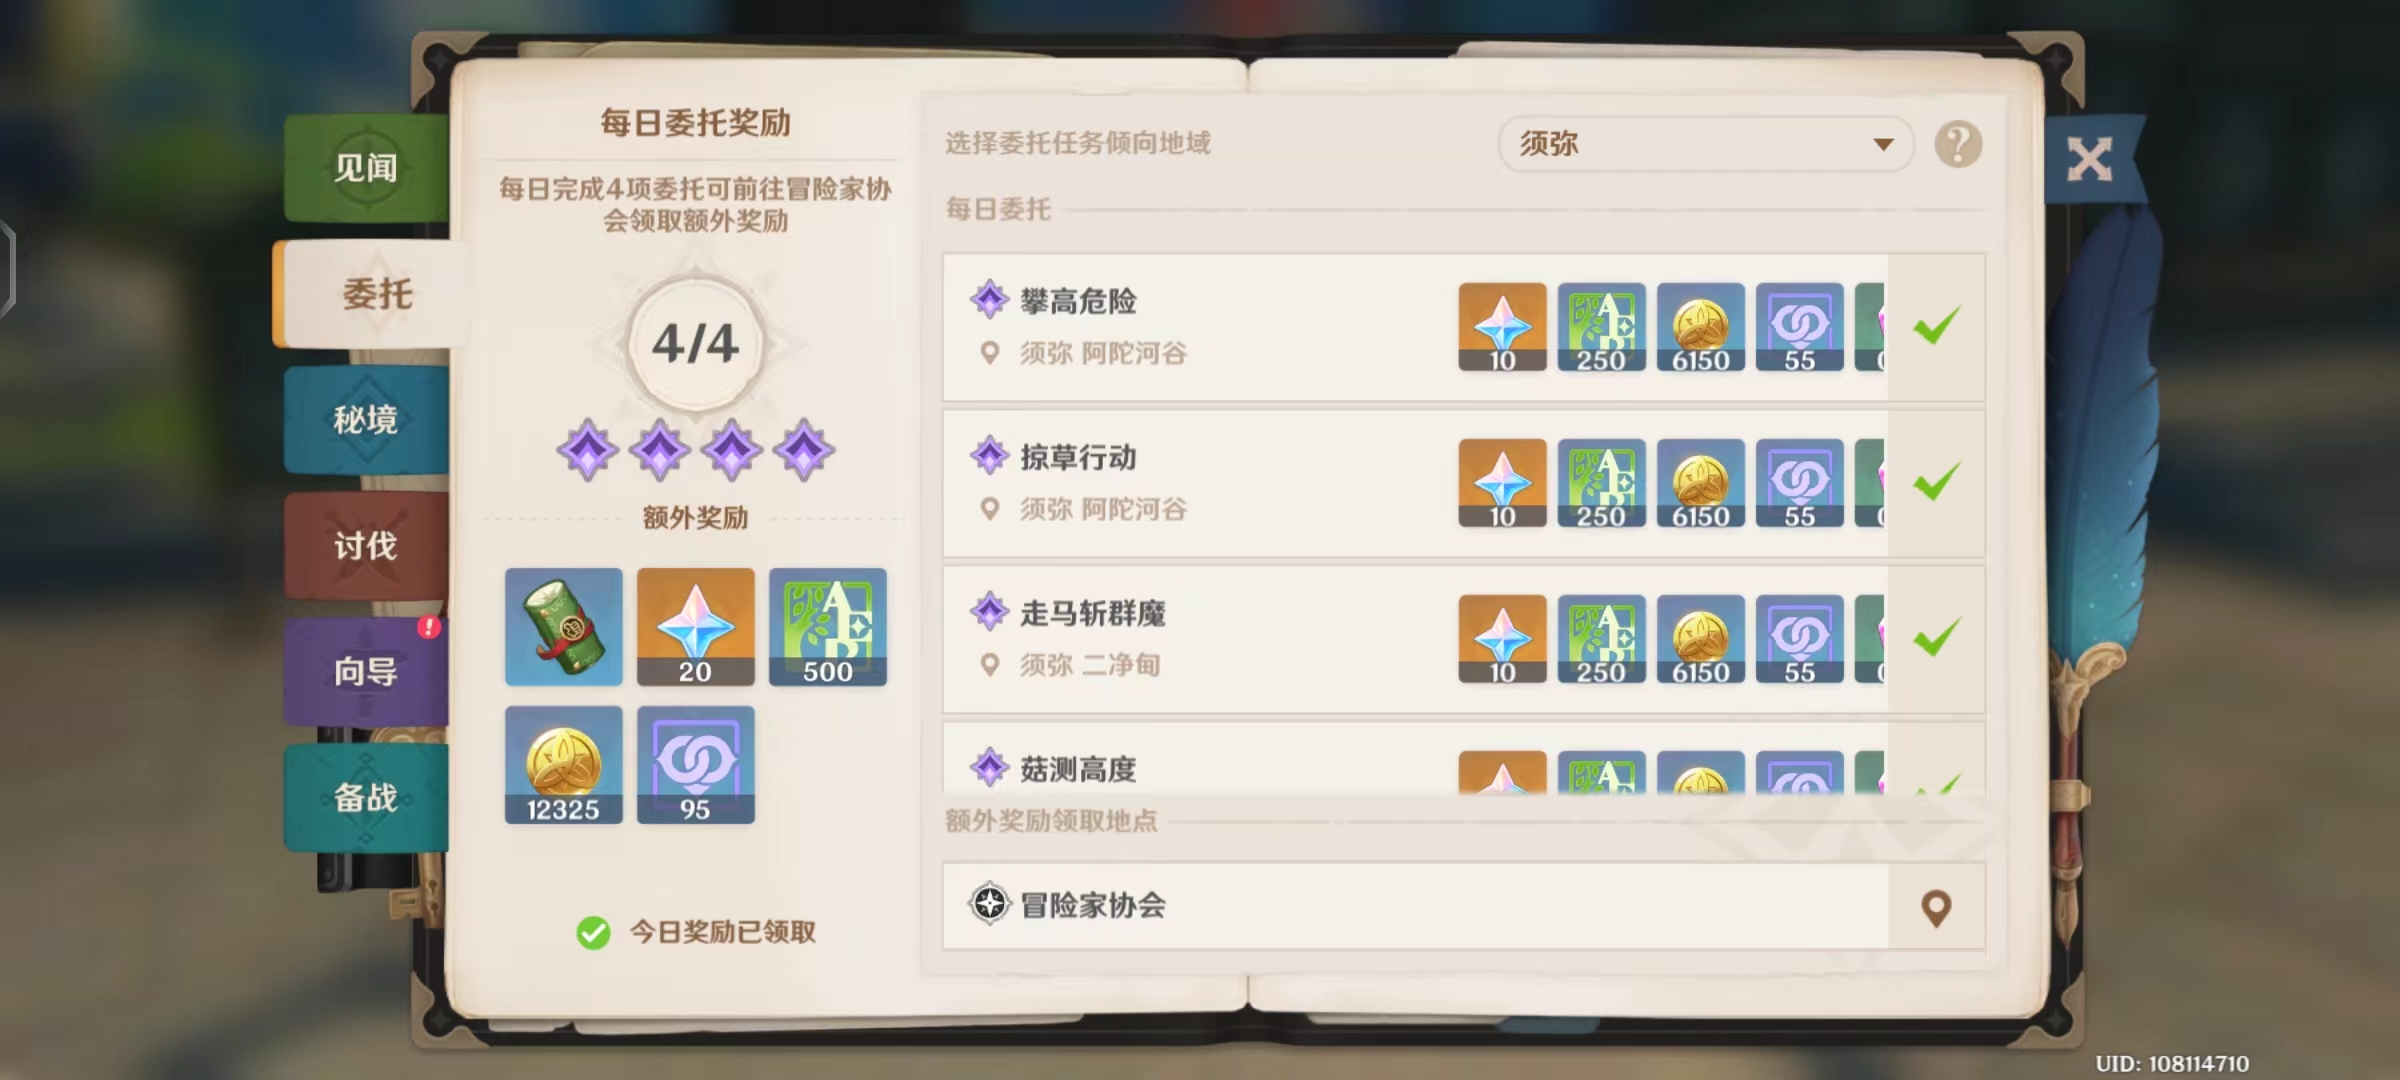 见闻
委托
秘境
讨伐
向导
备战
每日委托奖励
每日完成4项委托可前往冒险家协
会领取额外奖励
4/4
额外奖励
20
500
12325
95
今日奖励已领取
选择委托任务倾向地域
须弥
?
每日委托
攀高危险
须弥 阿陀河谷
10
250
6150
55
掠草行动
须弥 阿陀河谷
10
250
6150
55
走马斩群魔
须弥 二净甸
10
250
6150
55
菇测高度
额外奖励领取地点
冒险家协会
UID: 108114710